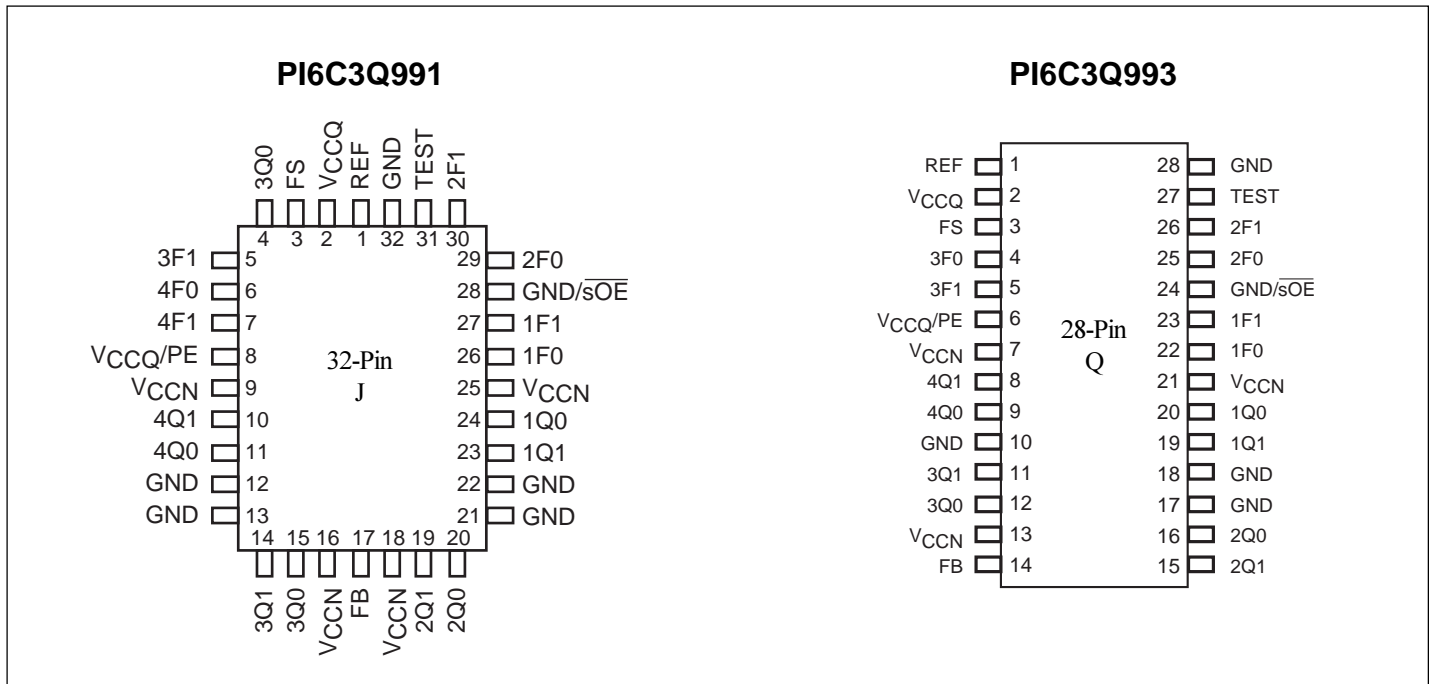 PI6C3Q991
3Q0
FS
VCCQ
REF
GND
TEST
2F1
4
3
2
1
32
31
30
3F1 5
4F0 6
4F1 7
VCCQ/PE 8
VCCN 9
4Q1 10
4Q0 11
GND 12
GND 13
32-Pin
J
29 2F0
28 GND/s̅O̅E̅
27 1F1
26 1F0
25 VCCN
24 1Q0
23 1Q1
22 GND
21 GND
14
15
16
17
18
19
20
3Q1
3Q0
VCCN
FB
VCCN
2Q1
2Q0
PI6C3Q993
REF 1
VCCQ 2
FS 3
3F0 4
3F1 5
VCCQ/PE 6
VCCN 7
4Q1 8
4Q0 9
GND 10
3Q1 11
3Q0 12
VCCN 13
FB 14
28-Pin
Q
28 GND
27 TEST
26 2F1
25 2F0
24 GND/s̅O̅E̅
23 1F1
22 1F0
21 VCCN
20 1Q0
19 1Q1
18 GND
17 GND
16 2Q0
15 2Q1